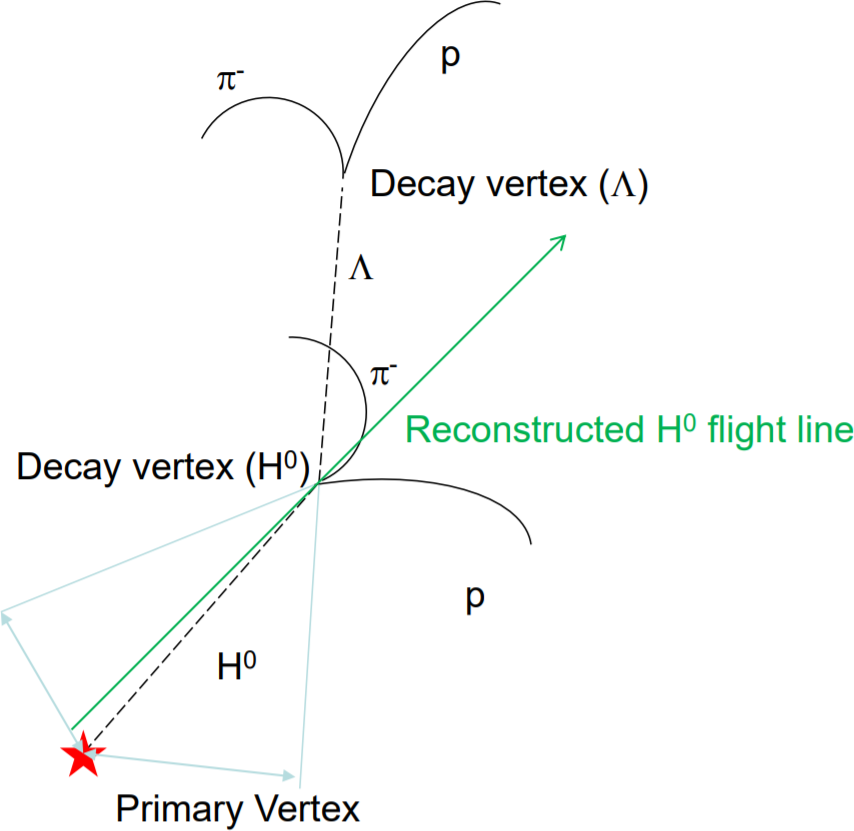 π-
p
Decay vertex (Λ)
Λ
π-
Reconstructed H⁰ flight line
Decay vertex (H⁰)
p
H⁰
Primary Vertex